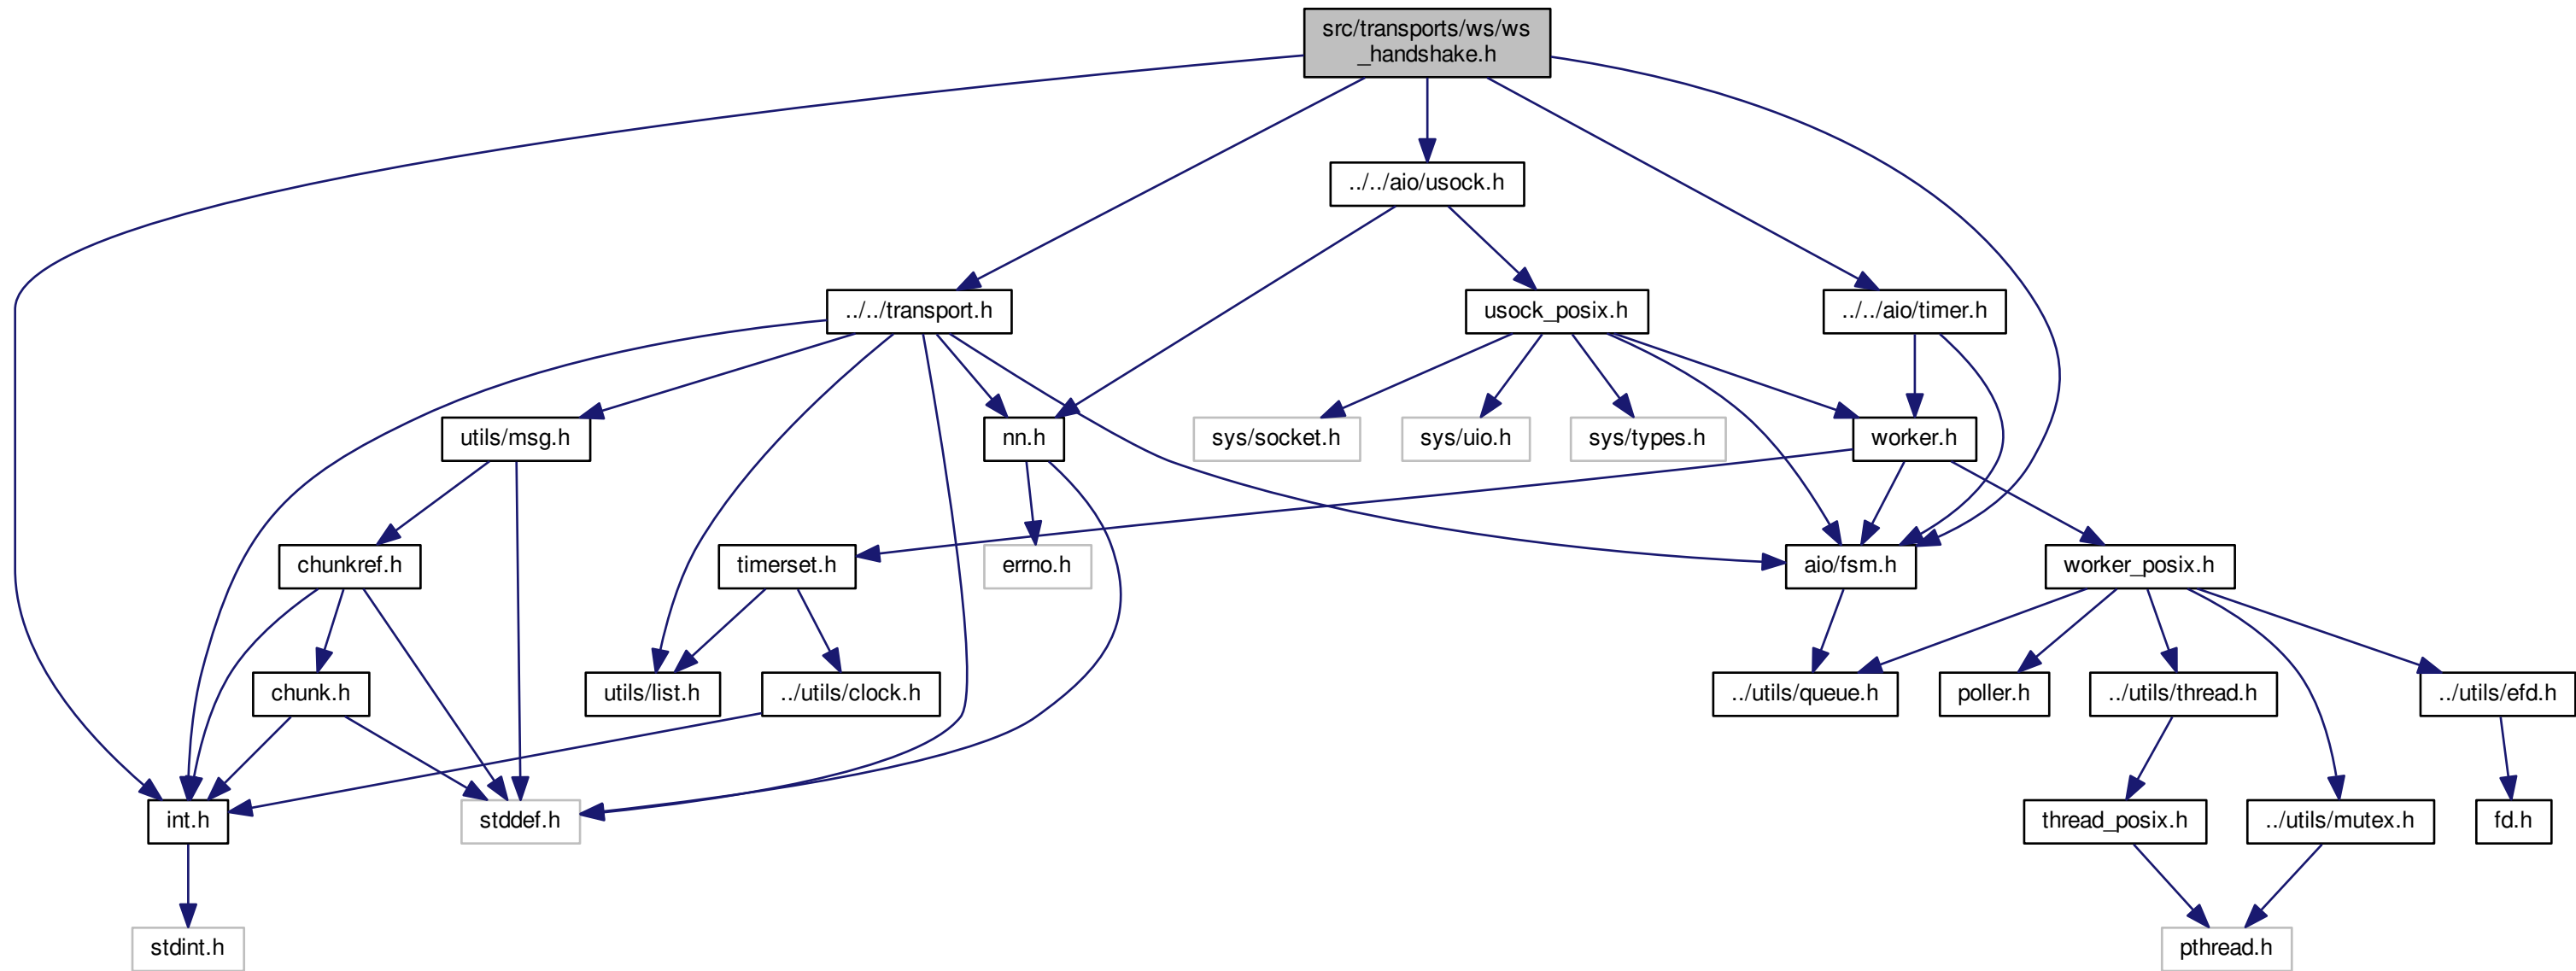 src/transports/ws/ws
_handshake.h
../../aio/usock.h
../../transport.h
usock_posix.h
../../aio/timer.h
utils/msg.h
nn.h
sys/socket.h
sys/uio.h
sys/types.h
worker.h
chunkref.h
timerset.h
errno.h
aio/fsm.h
worker_posix.h
chunk.h
utils/list.h
../utils/clock.h
../utils/queue.h
poller.h
../utils/thread.h
../utils/efd.h
int.h
stddef.h
thread_posix.h
../utils/mutex.h
fd.h
stdint.h
pthread.h